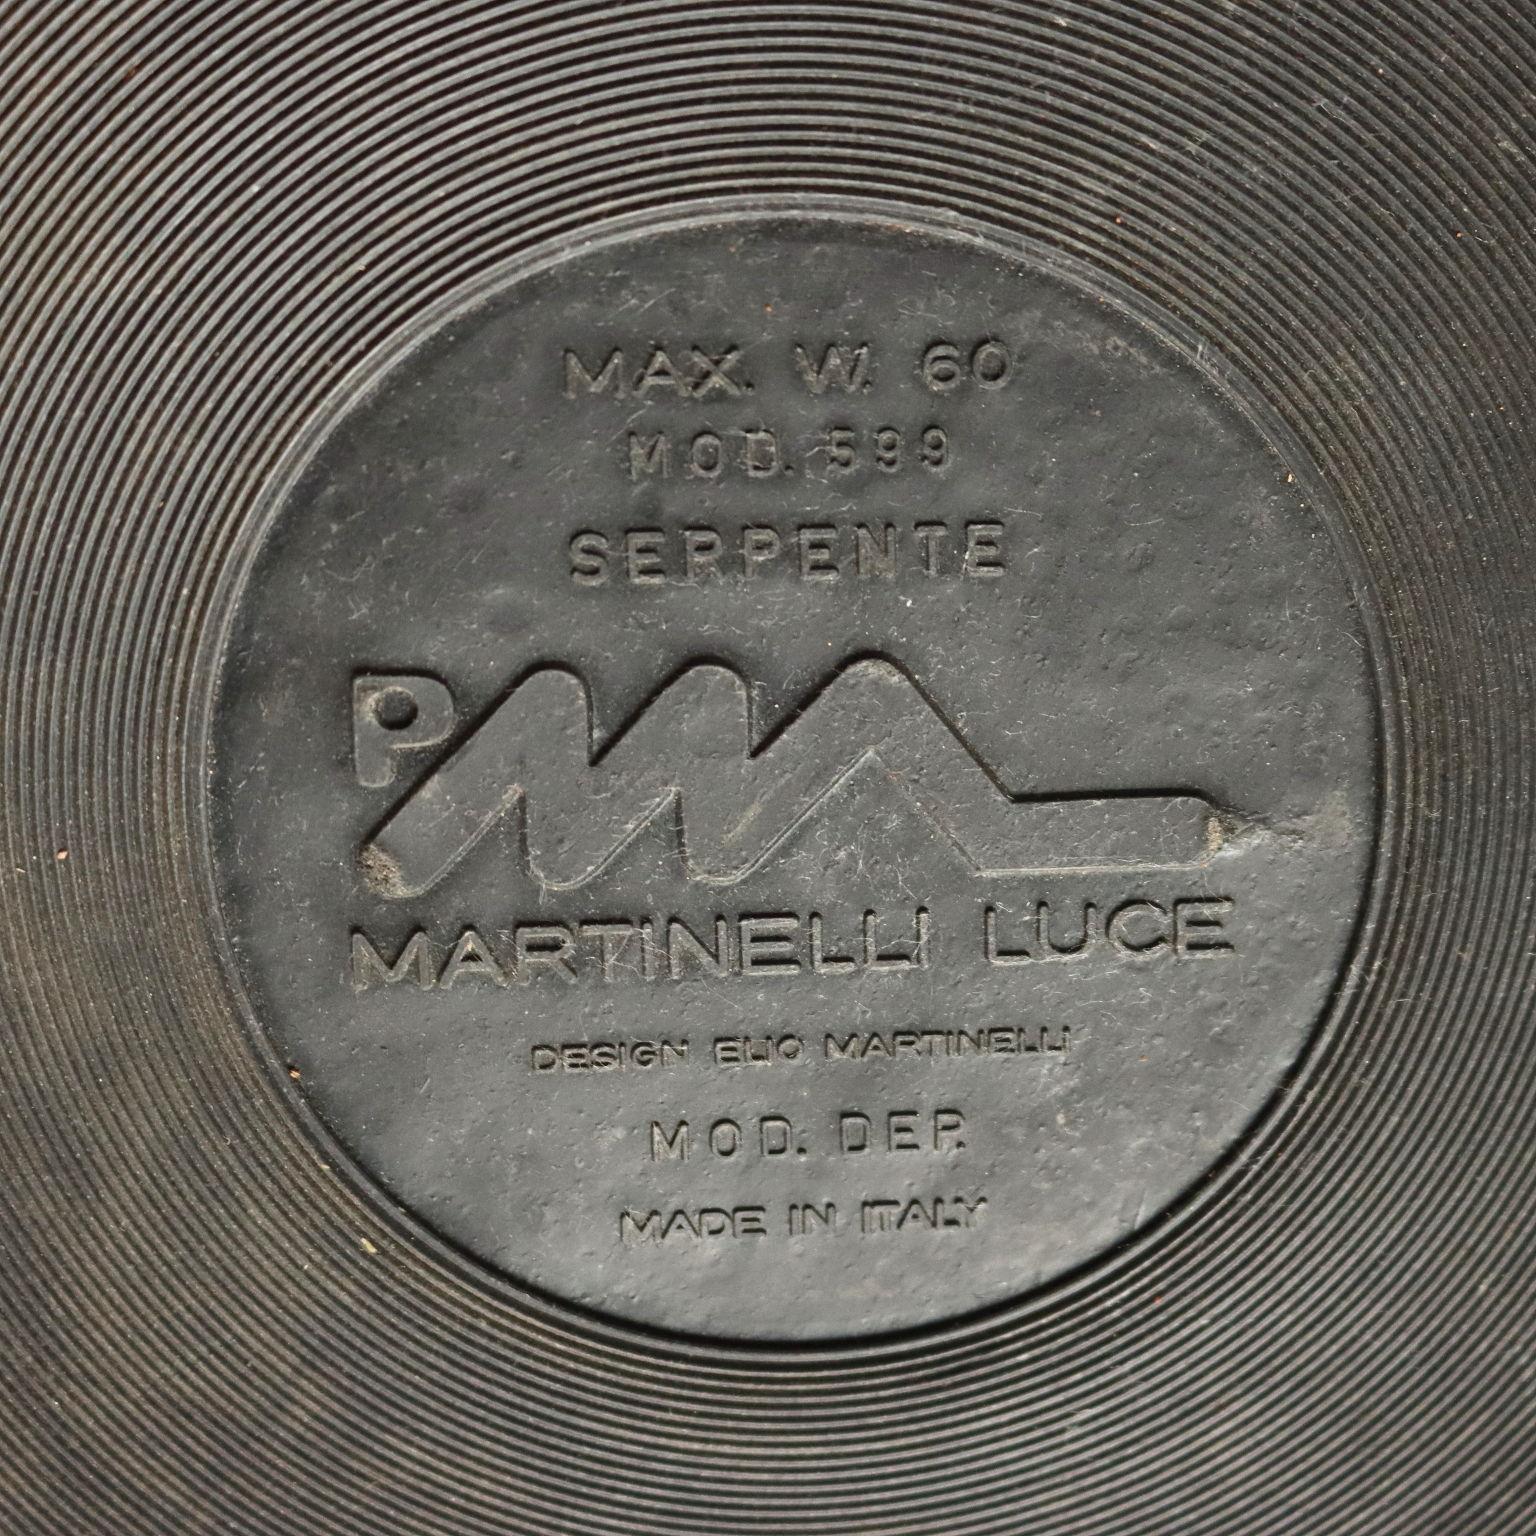 MAX. W. 60
MOD. 599
SERPENTE
P
MARTINELLI LUCE
DESIGN ELIO MARTINELLI
MOD. DEP.
MADE IN ITALY